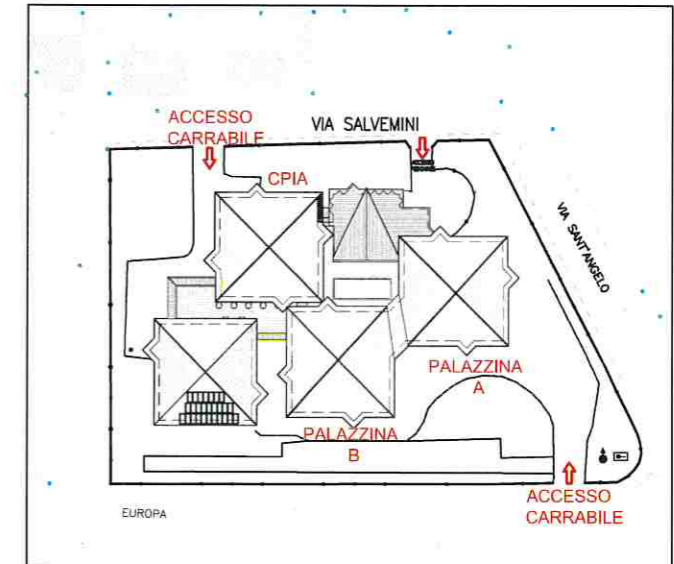 ACCESSO
CARRABILE
VIA SALVEMINI
CPIA
VIA SANT'ANGELO
PALAZZINA
A
PALAZZINA
B
ACCESSO
CARRABILE
EUROPA